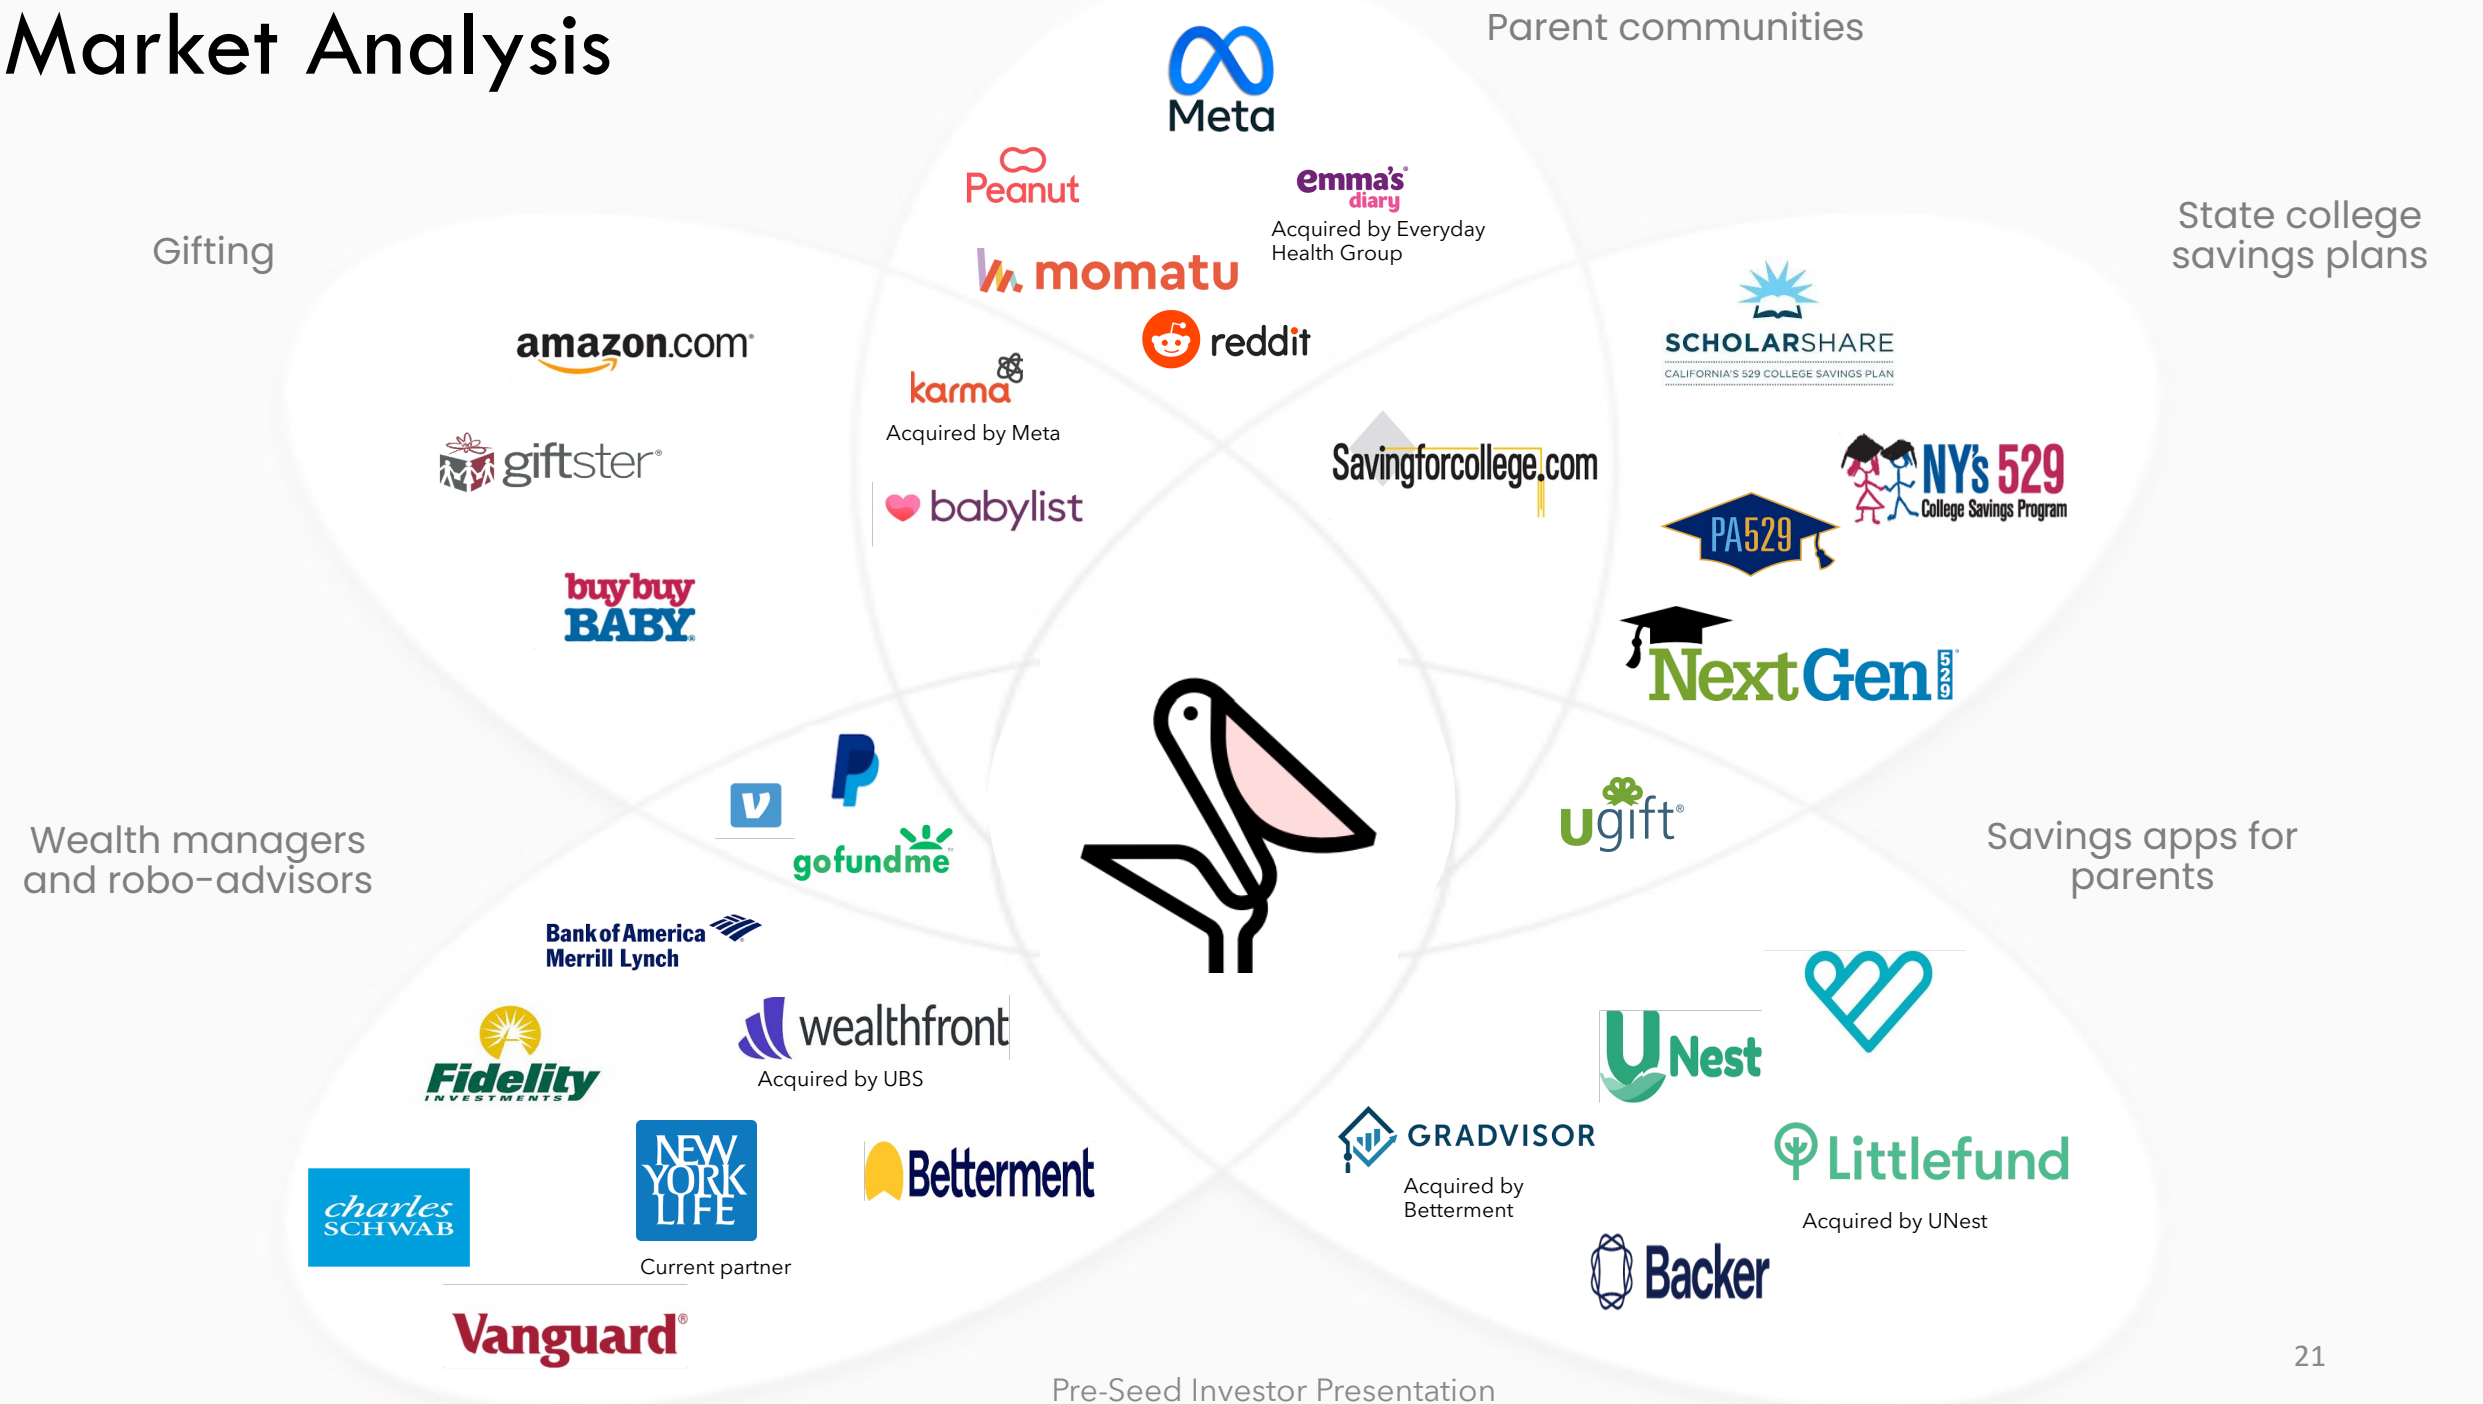 Market Analysis
Parent communities
Meta
Peanut
emma's
diary
Acquired by Everyday
Health Group
State college
savings plans
Gifting
momatu
reddit
amazon.com
karma
Acquired by Meta
SCHOLARSHARE
CALIFORNIA'S 529 COLLEGE SAVINGS PLAN
giftster®
babylist
Savingforcollege.com
NY's 529
College Savings Program
PA529
buybuy
BABY®
NextGen 529
Wealth managers
and robo-advisors
gofundme
ugift®
Savings apps for
parents
Bank of America
Merrill Lynch
Fidelity
INVESTMENTS
wealthfront
Acquired by UBS
UNest
charles
SCHWAB
NEW
YORK
LIFE
Current partner
Betterment
GRADVISOR
Acquired by
Betterment
Littlefund
Acquired by UNest
Backer
Vanguard®
21
Pre-Seed Investor Presentation